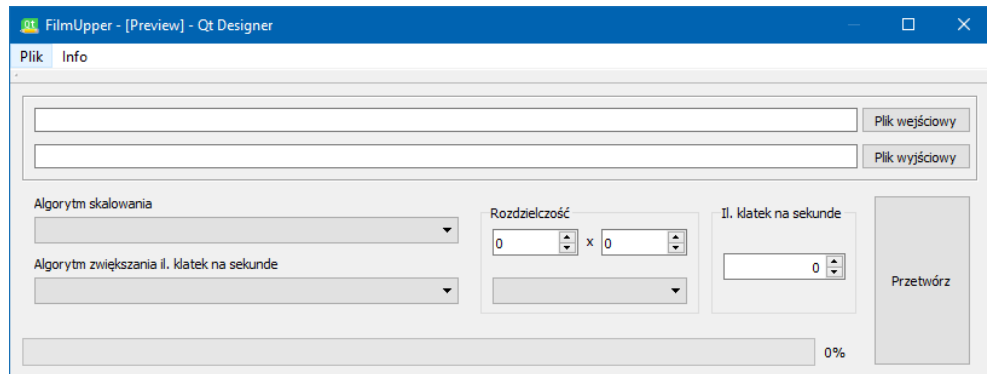 FilmUpper - [Preview] - Qt Designer
Plik Info
Plik wejściowy
Plik wyjściowy
Algorytm skalowania
Rozdzielczość
Il. klatek na sekunde
0 x 0
Algorytm zwiększania il. klatek na sekunde
0
Przetwórz
0%